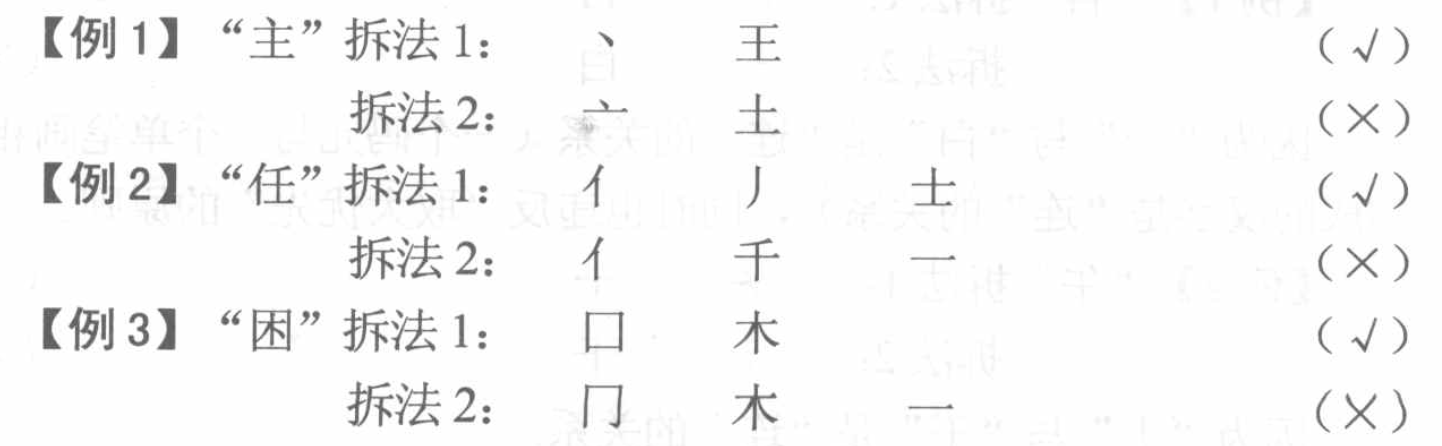 【例1】“主”拆法1： 丶 王 （√）
拆法2： 亠 土 （×）
【例2】“任”拆法1： 亻 丿 士 （√）
拆法2： 亻 千 一 （×）
【例3】“困”拆法1： 囗 木 （√）
拆法2： 冂 木 一 （×）